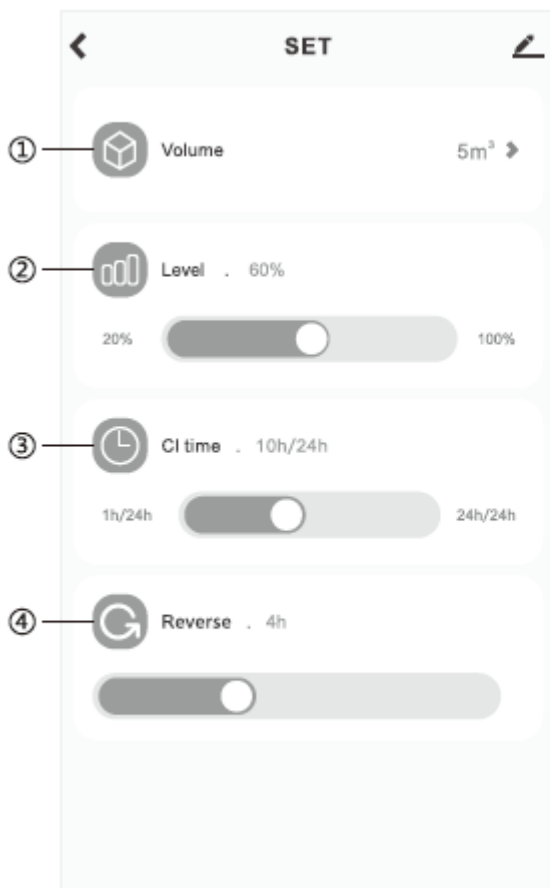 SET
① Volume 5m³
② Level . 60%
20% 100%
③ Cl time . 10h/24h
1h/24h 24h/24h
④ Reverse . 4h